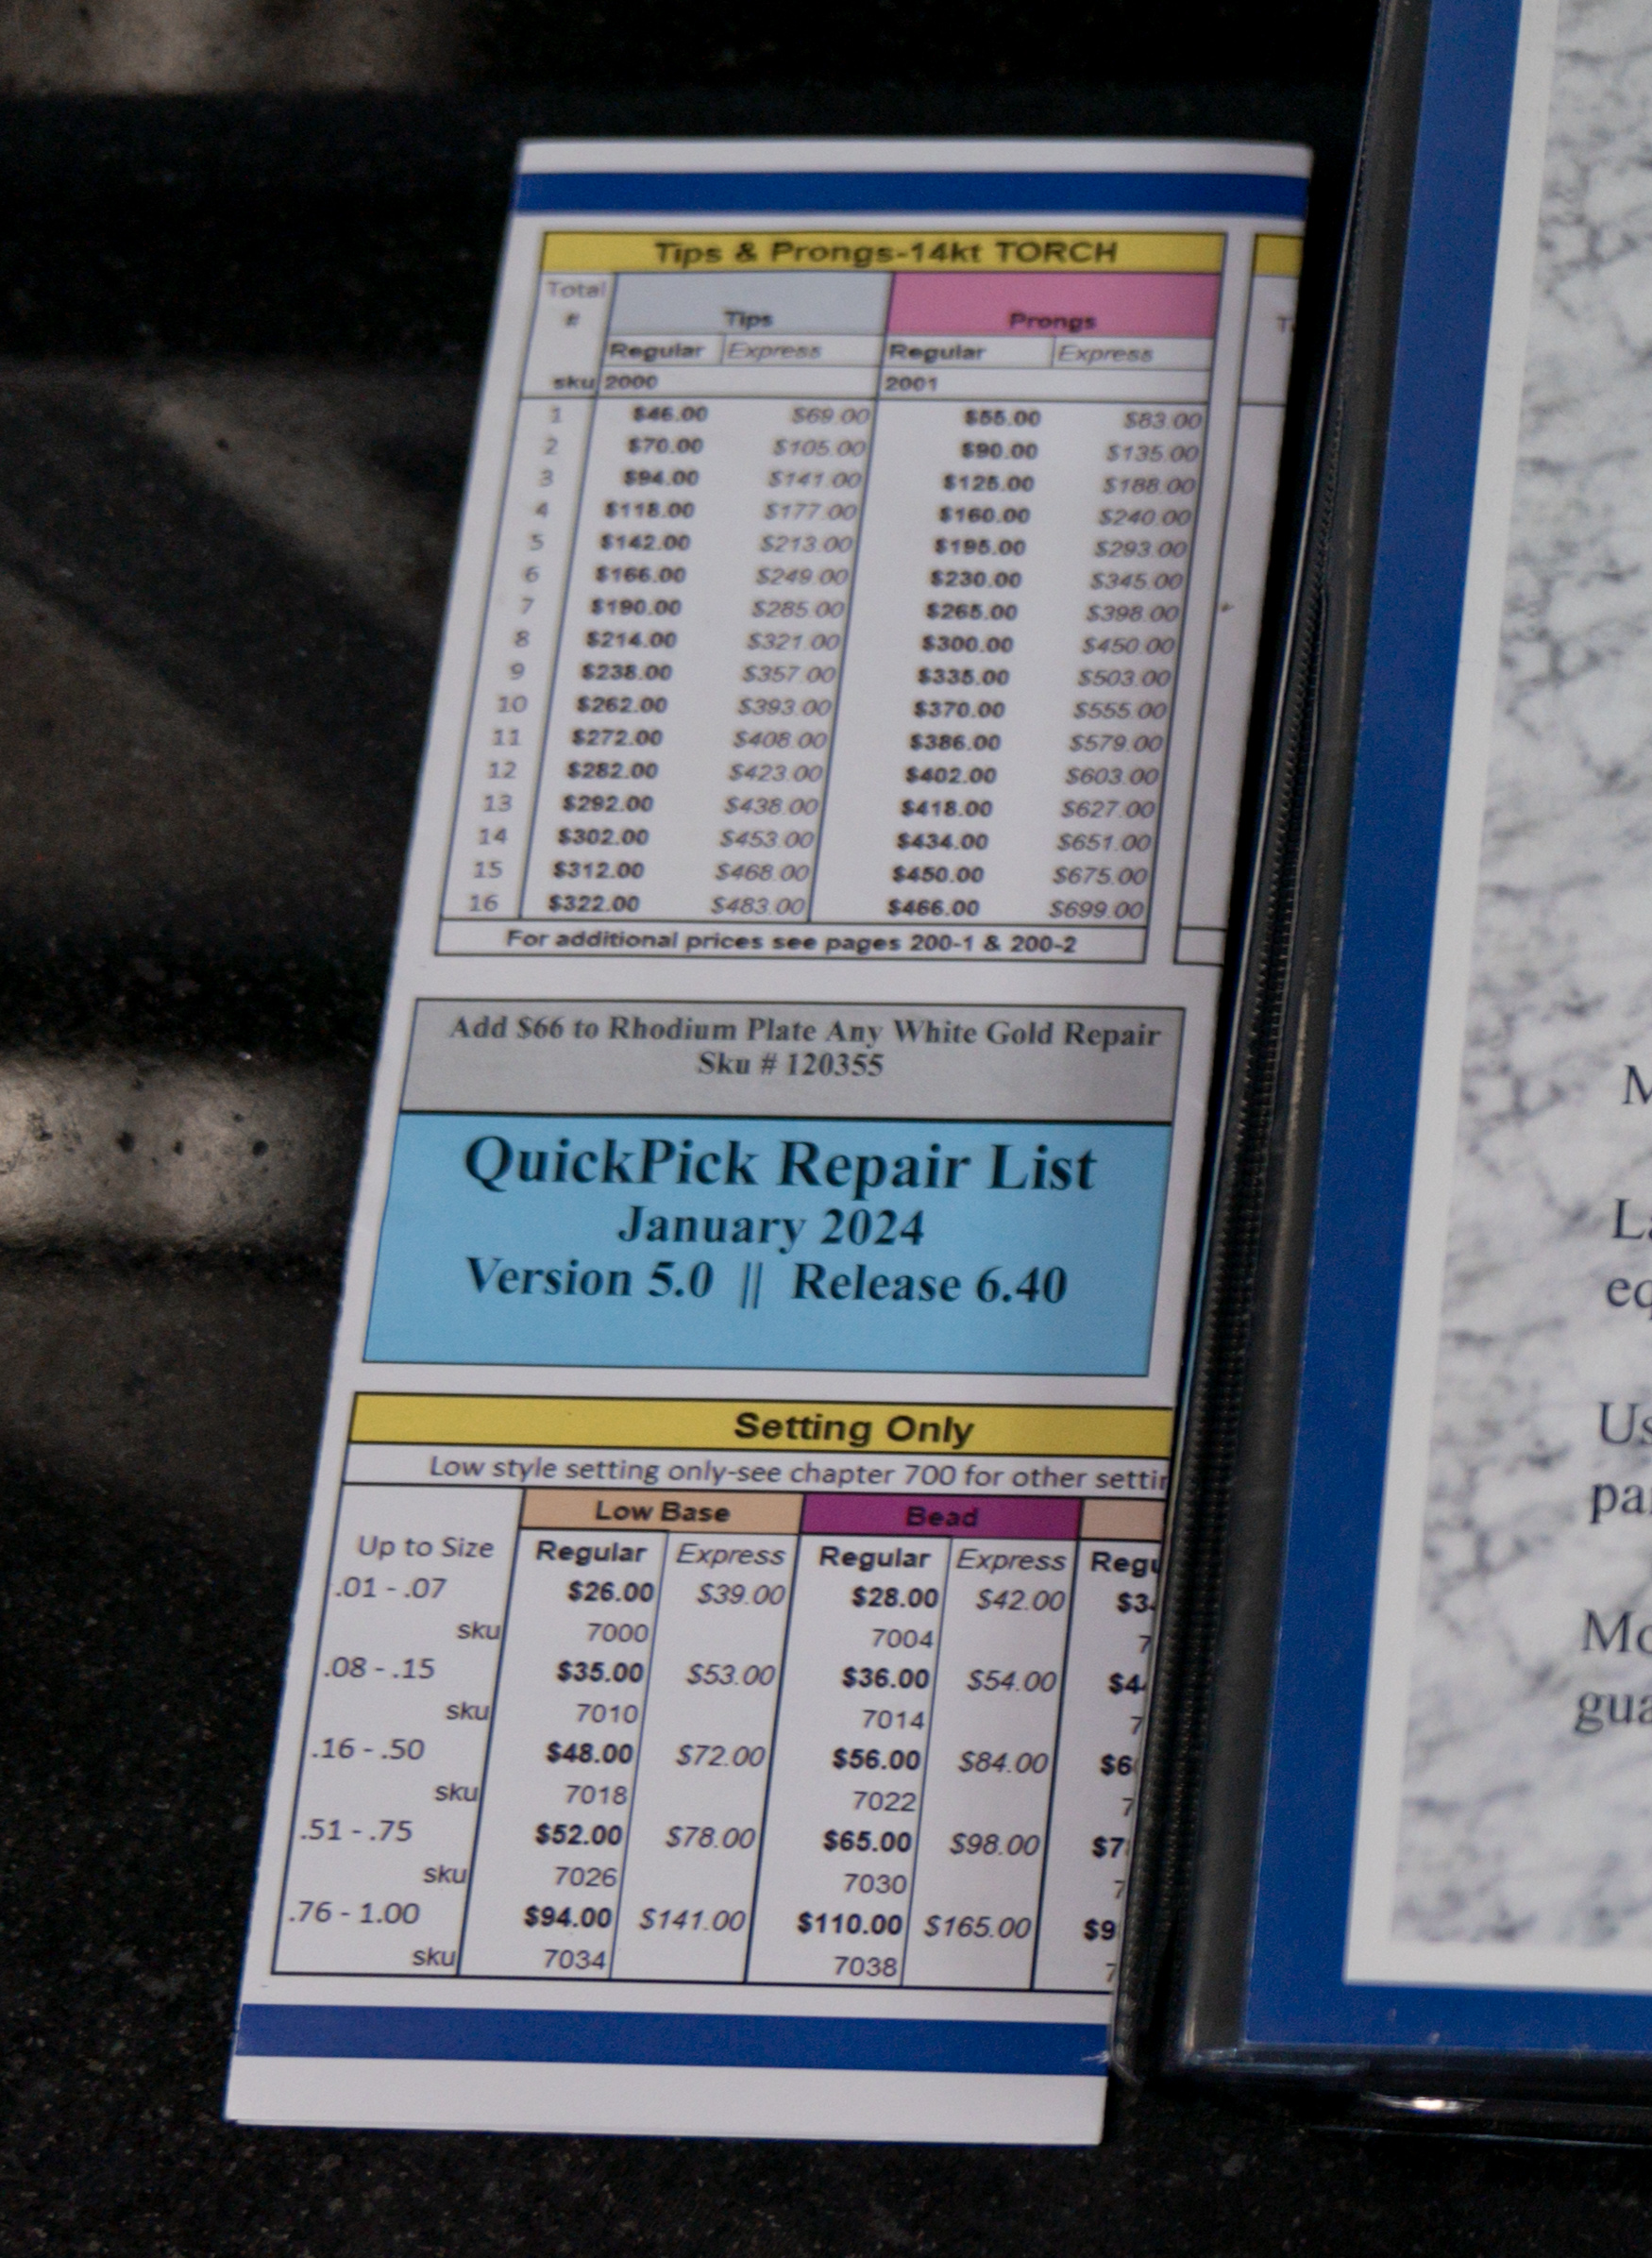 Tips & Prongs-14kt TORCH
Total # Tips Prongs
Regular Express Regular Express
sku 2000 2001
1 $46.00 $69.00 $55.00 $83.00
2 $70.00 $105.00 $90.00 $135.00
3 $94.00 $141.00 $125.00 $188.00
4 $118.00 $177.00 $160.00 $240.00
5 $142.00 $213.00 $195.00 $293.00
6 $166.00 $249.00 $230.00 $345.00
7 $190.00 $285.00 $265.00 $398.00
8 $214.00 $321.00 $300.00 $450.00
9 $238.00 $357.00 $335.00 $503.00
10 $262.00 $393.00 $370.00 $555.00
11 $272.00 $408.00 $386.00 $579.00
12 $282.00 $423.00 $402.00 $603.00
13 $292.00 $438.00 $418.00 $627.00
14 $302.00 $453.00 $434.00 $651.00
15 $312.00 $468.00 $450.00 $675.00
16 $322.00 $483.00 $466.00 $699.00
For additional prices see pages 200-1 & 200-2
Add $66 to Rhodium Plate Any White Gold Repair
Sku # 120355
QuickPick Repair List
January 2024
Version 5.0 || Release 6.40
Setting Only
Low style setting only-see chapter 700 for other
Low Base Bead
Up to Size Regular Express Regular Express
.01 - .07 $26.00 $39.00 $28.00 $42.00
sku 7000 7004
.08 - .15 $35.00 $53.00 $36.00 $54.00
sku 7010 7014
.16 - .50 $48.00 $72.00 $56.00 $84.00
sku 7018 7022
.51 - .75 $52.00 $78.00 $65.00 $98.00
sku 7026 7030
.76 - 1.00 $94.00 $141.00 $110.00 $165.00
sku 7034 7038